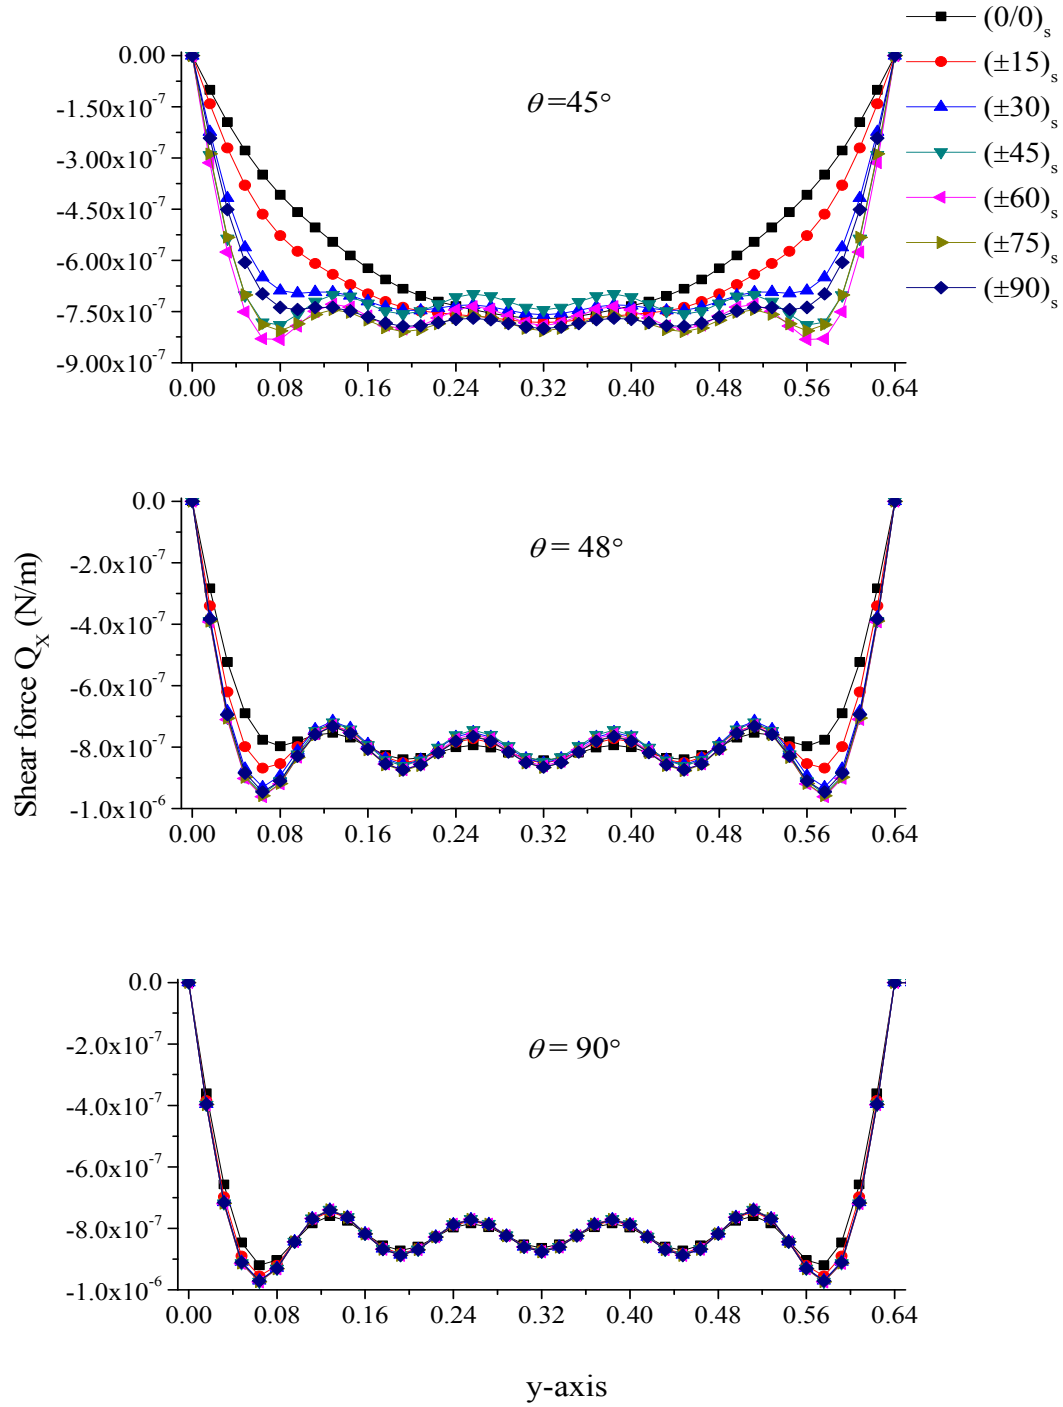 (0/0)s
(±15)s
(±30)s
(±45)s
(±60)s
(±75)s
(±90)s
θ =45°
0.00
-1.50x10-7
-3.00x10-7
-4.50x10-7
-6.00x10-7
-7.50x10-7
-9.00x10-7
0.00 0.08 0.16 0.24 0.32 0.40 0.48 0.56 0.64
Shear force QX (N/m)
θ = 48°
0.0
-2.0x10-7
-4.0x10-7
-6.0x10-7
-8.0x10-7
-1.0x10-6
0.00 0.08 0.16 0.24 0.32 0.40 0.48 0.56 0.64
θ = 90°
0.0
-2.0x10-7
-4.0x10-7
-6.0x10-7
-8.0x10-7
-1.0x10-6
0.00 0.08 0.16 0.24 0.32 0.40 0.48 0.56 0.64
y-axis